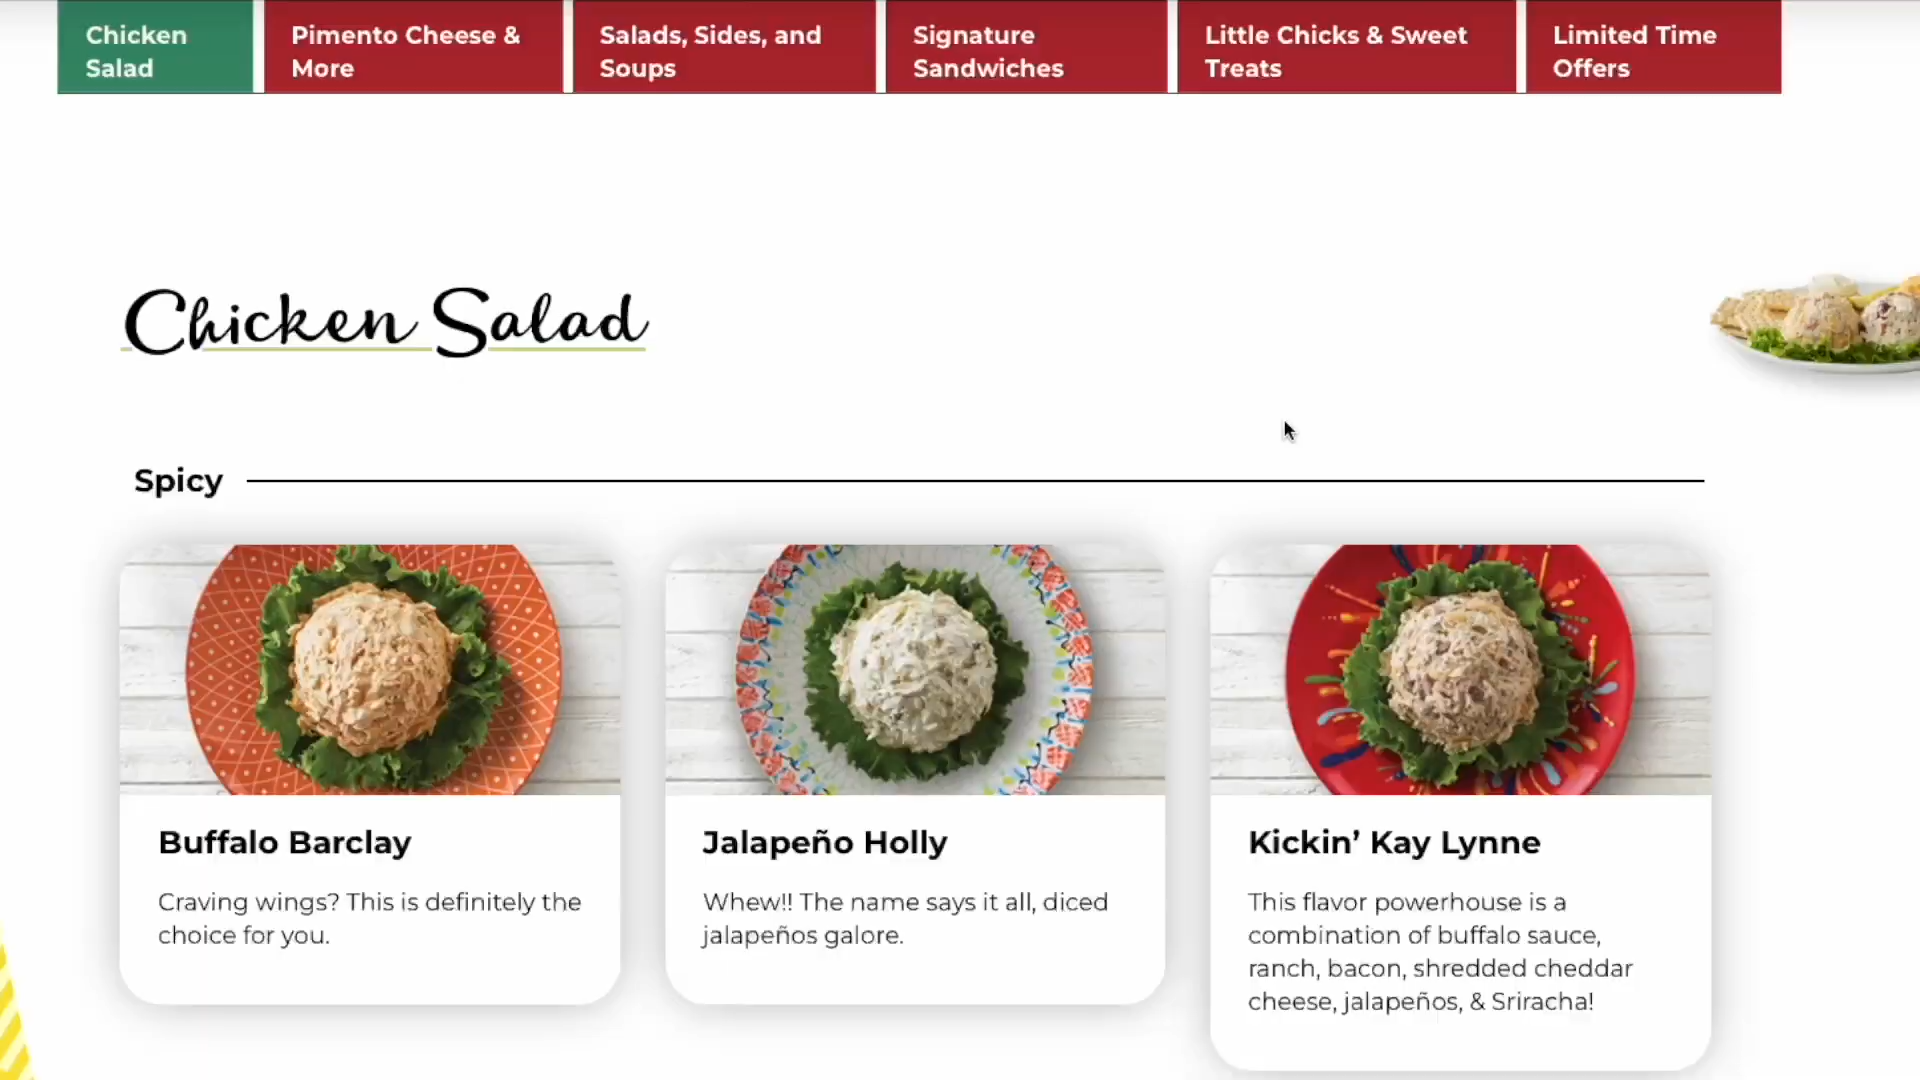 Chicken
Salad
Pimento Cheese &
More
Salads, Sides, and
Soups
Signature
Sandwiches
Little Chicks & Sweet
Treats
Limited Time
Offers
Chicken Salad
Spicy
Buffalo Barclay
Craving wings? This is definitely the
choice for you.
Jalapeño Holly
Whew!! The name says it all, diced
jalapeños galore.
Kickin’ Kay Lynne
This flavor powerhouse is a
combination of buffalo sauce,
ranch, bacon, shredded cheddar
cheese, jalapeños, & Sriracha!